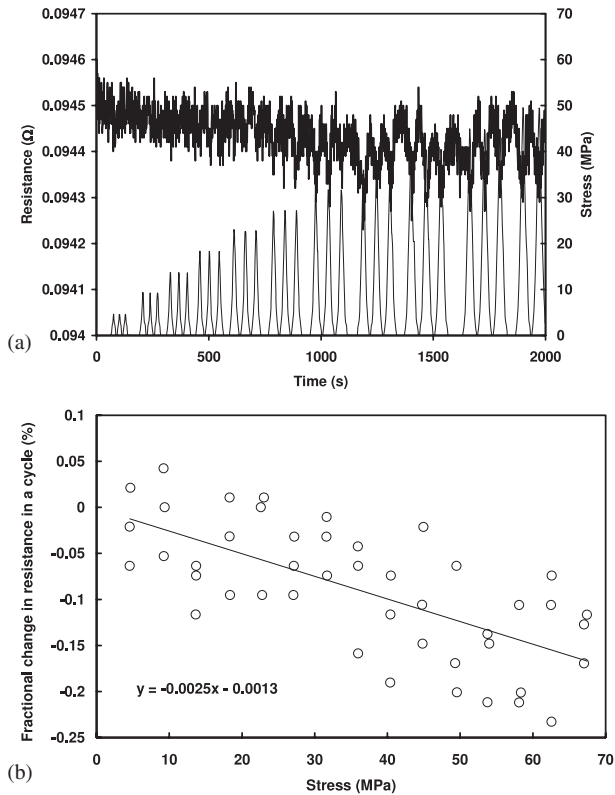 0.0947
0.0946
0.0945
0.0944
0.0943
0.0942
0.0941
0.094
Resistance (Ω)
70
60
50
40
30
20
10
0
Stress (MPa)
0 500 1000 1500 2000
Time (s)
(a)
0.1
0.05
0
-0.05
-0.1
-0.15
-0.2
-0.25
Fractional change in resistance in a cycle (%)
y = -0.0025x - 0.0013
0 10 20 30 40 50 60 70
Stress (MPa)
(b)